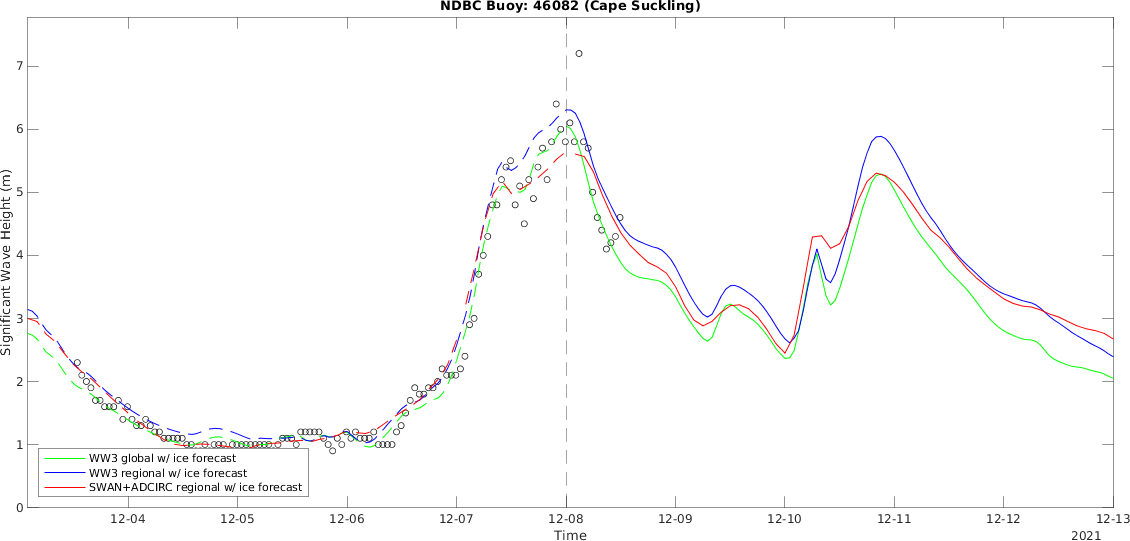 NDBC Buoy: 46082 (Cape Suckling)
Significant Wave Height (m)
7
6
5
4
3
2
1
0
WW3 global w/ ice forecast
WW3 regional w/ ice forecast
SWAN+ADCIRC regional w/ ice forecast
12-04 12-05 12-06 12-07 12-08 12-09 12-10 12-11 12-12 12-13
Time
2021